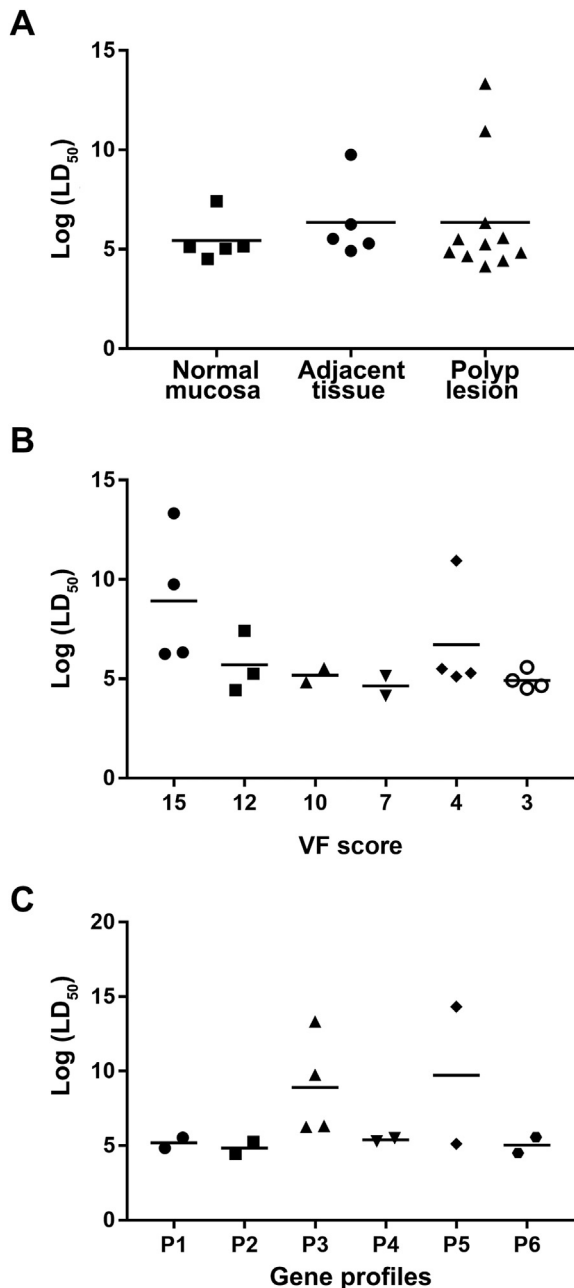 A
15
10
5
0
Log (LD50)
Normal mucosa
Adjacent tissue
Polyp lesion
B
15
10
5
0
Log (LD50)
15 12 10 7 4 3
VF score
C
20
15
10
5
0
Log (LD50)
P1 P2 P3 P4 P5 P6
Gene profiles